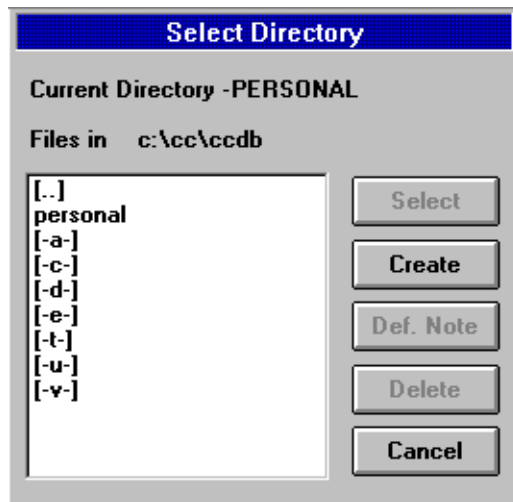 Select Directory
Current Directory -PERSONAL
Files in c:\cc\ccdb
[..]
personal
[-a-]
[-c-]
[-d-]
[-e-]
[-t-]
[-u-]
[-v-]
Select
Create
Def. Note
Delete
Cancel